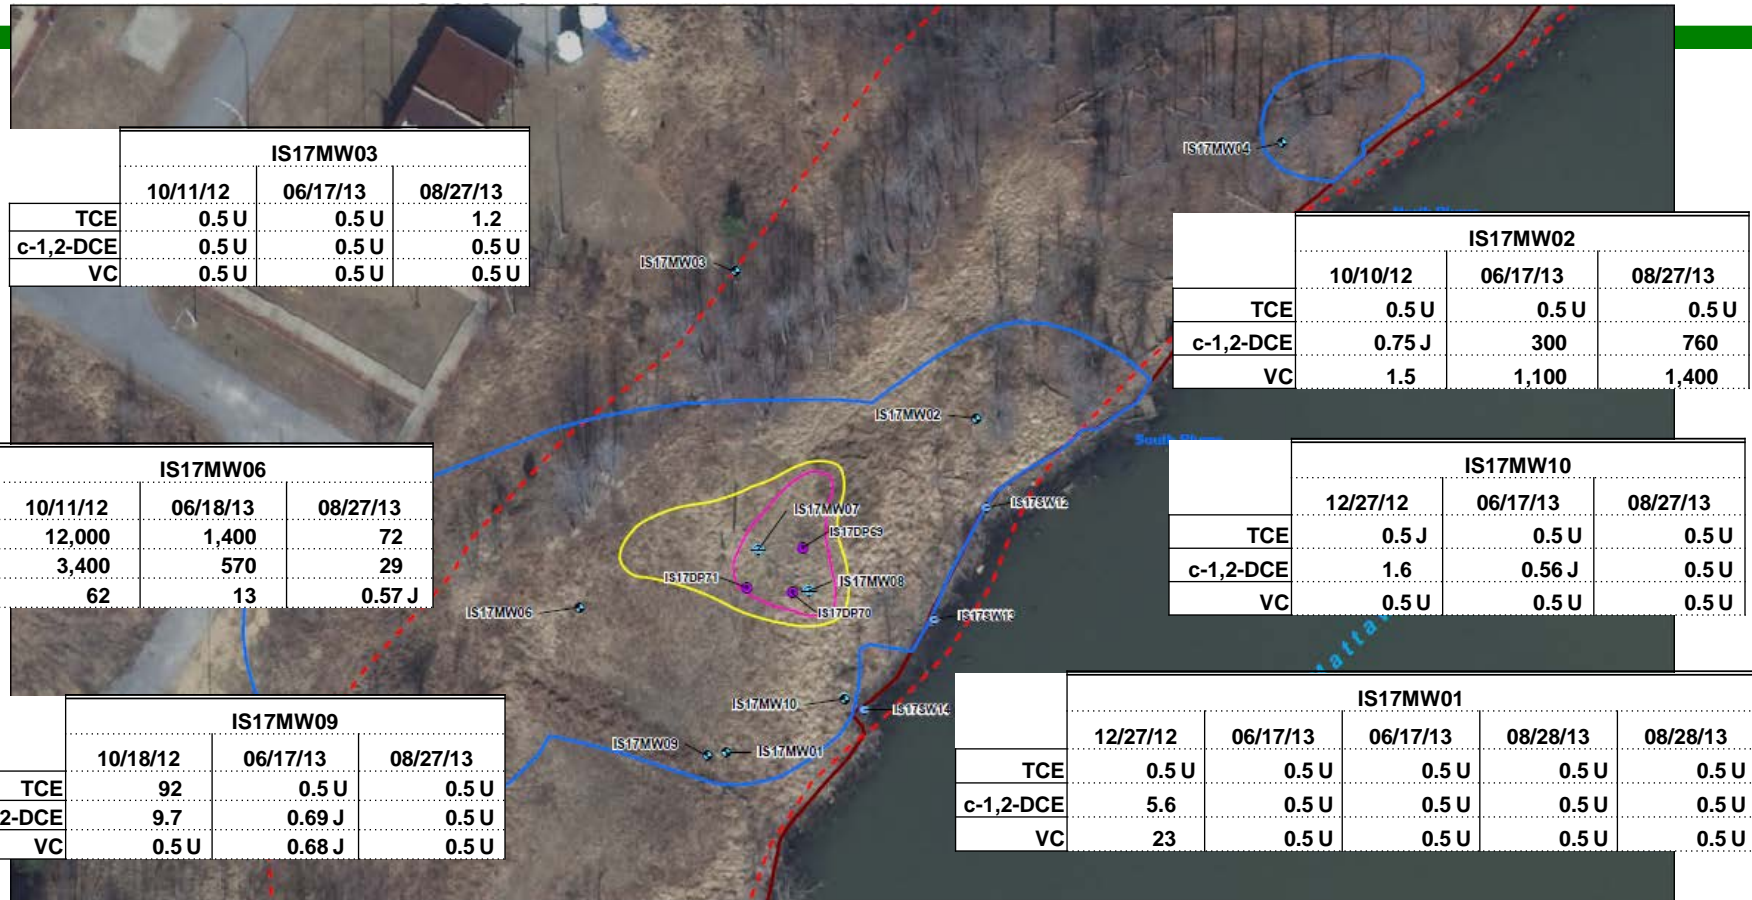 IS17MW03
10/11/12 06/17/13 08/27/13
TCE 0.5 U 0.5 U 1.2
c-1,2-DCE 0.5 U 0.5 U 0.5 U
VC 0.5 U 0.5 U 0.5 U
IS17MW04
IS17MW03
IS17MW02
10/10/12 06/17/13 08/27/13
TCE 0.5 U 0.5 U 0.5 U
c-1,2-DCE 0.75 J 300 760
VC 1.5 1,100 1,400
IS17MW02
South
IS17MW06
10/11/12 06/18/13 08/27/13
12,000 1,400 72
3,400 570 29
62 13 0.57 J
IS17MW07
IS17DP69
IS17DP71
IS17MW08
IS17DP70
IS17MW06
IS17SW12
IS17SW13
IS17MW10
12/27/12 06/17/13 08/27/13
TCE 0.5 J 0.5 U 0.5 U
c-1,2-DCE 1.6 0.56 J 0.5 U
VC 0.5 U 0.5 U 0.5 U
Mattaw
IS17MW10
IS17SW14
IS17MW09
IS17MW01
IS17MW09
10/18/12 06/17/13 08/27/13
TCE 92 0.5 U 0.5 U
2-DCE 9.7 0.69 J 0.5 U
VC 0.5 U 0.68 J 0.5 U
IS17MW01
12/27/12 06/17/13 06/17/13 08/28/13 08/28/13
TCE 0.5 U 0.5 U 0.5 U 0.5 U 0.5 U
c-1,2-DCE 5.6 0.5 U 0.5 U 0.5 U 0.5 U
VC 23 0.5 U 0.5 U 0.5 U 0.5 U